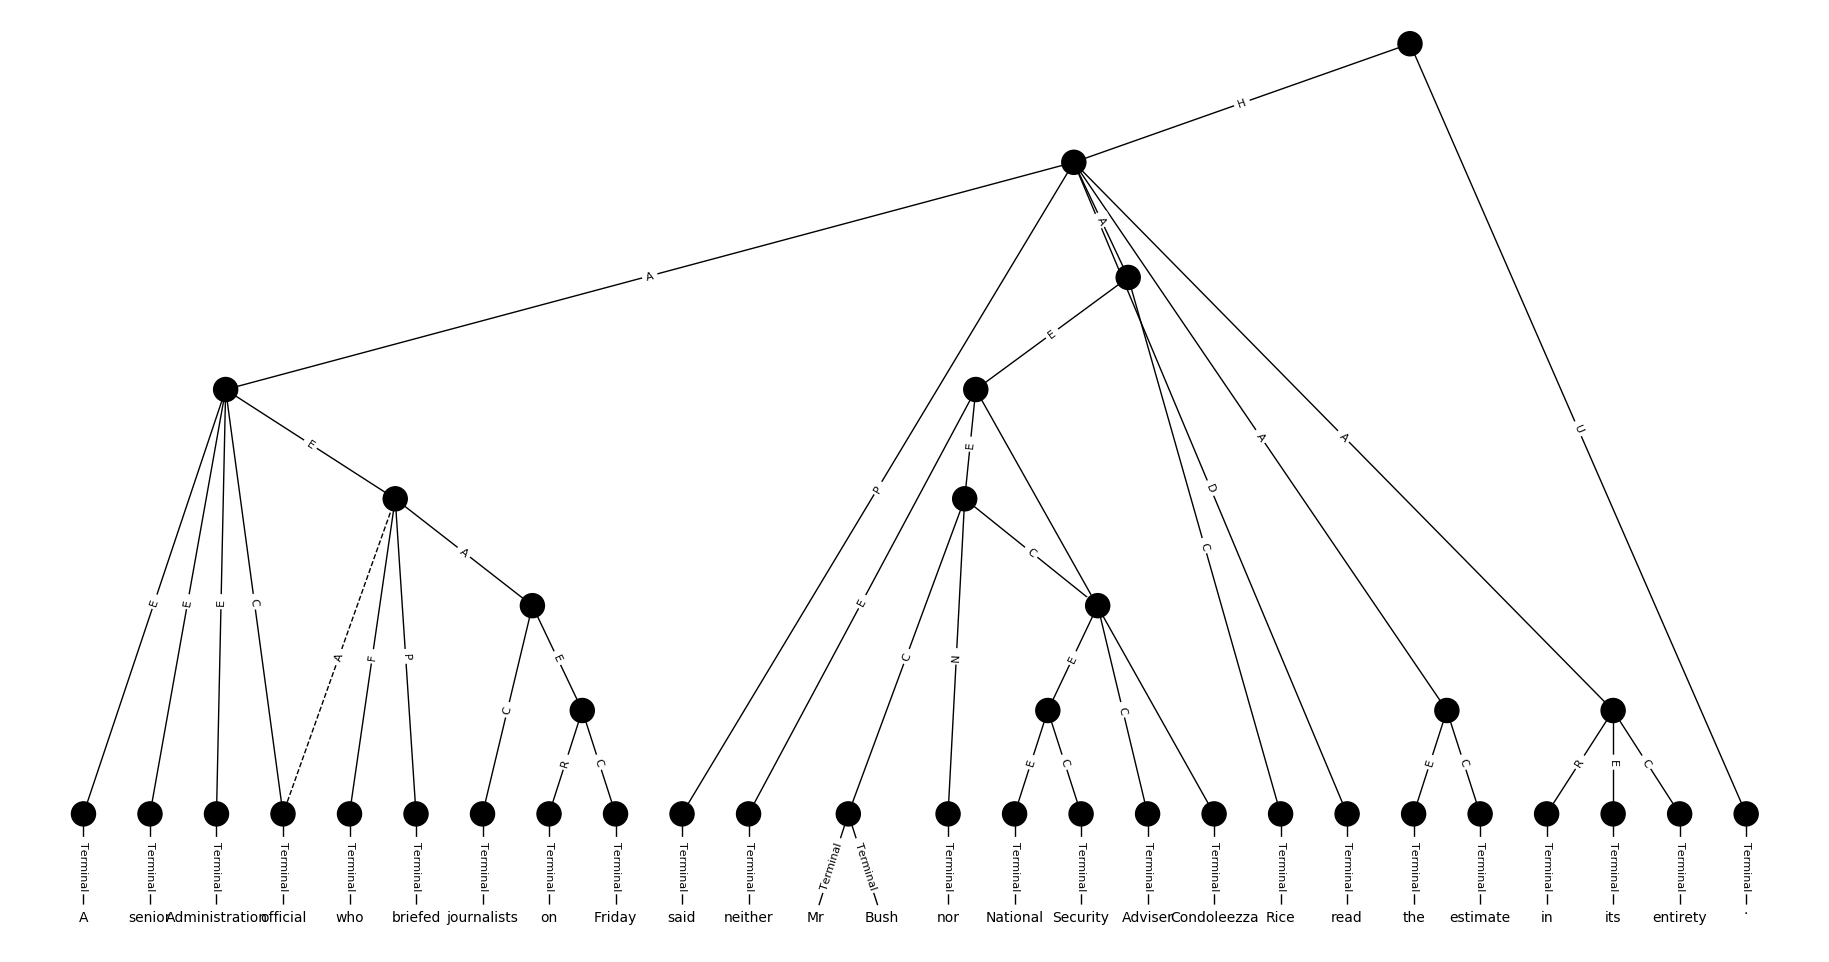 H
A
A
E
E
P
A
A
U
E
D
A
C
C
C
E
E
E
C
E
A
F
P
E
C
N
E
C
C
E
R
C
E
C
E
C
R
E
C
Terminal Terminal Terminal Terminal Terminal Terminal Terminal Terminal Terminal Terminal Terminal Terminal Terminal Terminal Terminal Terminal Terminal Terminal Terminal Terminal Terminal Terminal Terminal Terminal Terminal Terminal
A senior Administration official who briefed journalists on Friday said neither Mr Bush nor National Security Adviser Condoleezza Rice read the estimate in its entirety .